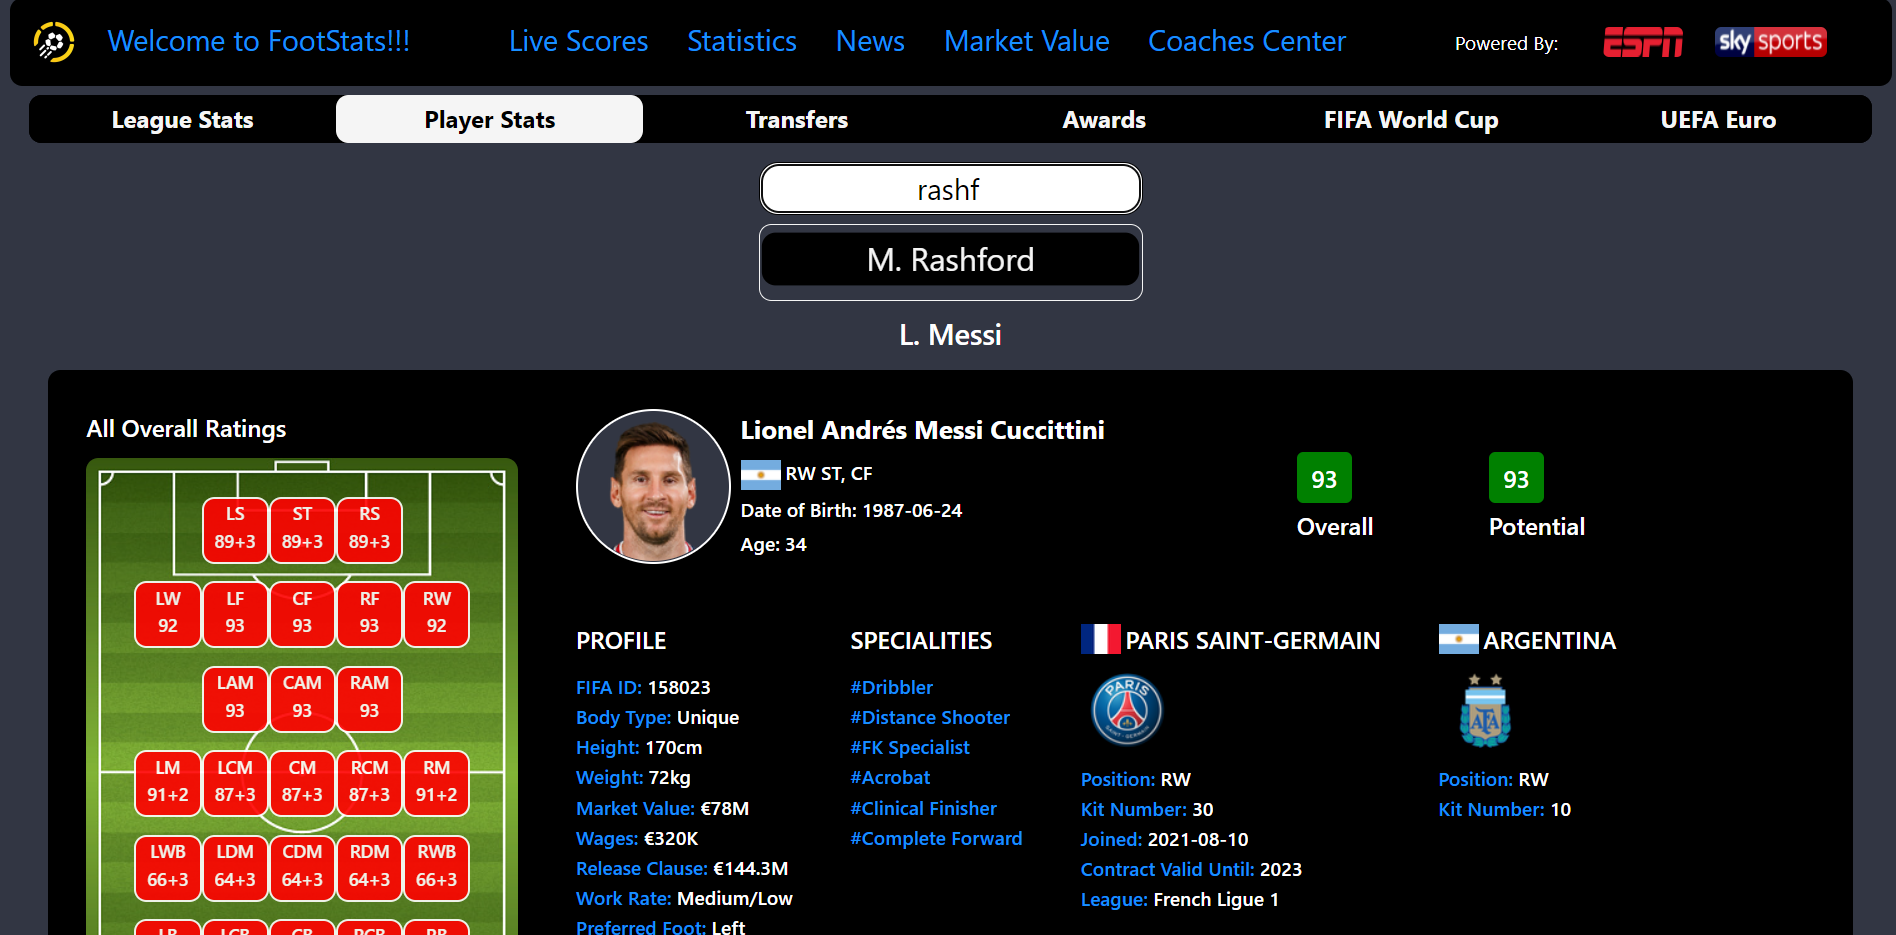 Welcome to FootStats!!!
Live Scores
Statistics
News
Market Value
Coaches Center
Powered By:
ESPN
sky sports
League Stats
Player Stats
Transfers
Awards
FIFA World Cup
UEFA Euro
rashf
M. Rashford
L. Messi
All Overall Ratings
LS
89+3
ST
89+3
RS
89+3
LW
92
LF
93
CF
93
RF
93
RW
92
LAM
93
CAM
93
RAM
93
LM
91+2
LCM
87+3
CM
87+3
RCM
87+3
RM
91+2
LWB
66+3
LDM
64+3
CDM
64+3
RDM
64+3
RWB
66+3
LB
LCB
CB
RCB
RB
Lionel Andrés Messi Cuccittini
RW ST, CF
Date of Birth: 1987-06-24
Age: 34
93
Overall
93
Potential
PROFILE
FIFA ID: 158023
Body Type: Unique
Height: 170cm
Weight: 72kg
Market Value: €78M
Wages: €320K
Release Clause: €144.3M
Work Rate: Medium/Low
Preferred Foot: Left
SPECIALITIES
#Dribbler
#Distance Shooter
#FK Specialist
#Acrobat
#Clinical Finisher
#Complete Forward
PARIS SAINT-GERMAIN
PARIS
SAINT-GERMAIN
Position: RW
Kit Number: 30
Joined: 2021-08-10
Contract Valid Until: 2023
League: French Ligue 1
ARGENTINA
AFA
Position: RW
Kit Number: 10